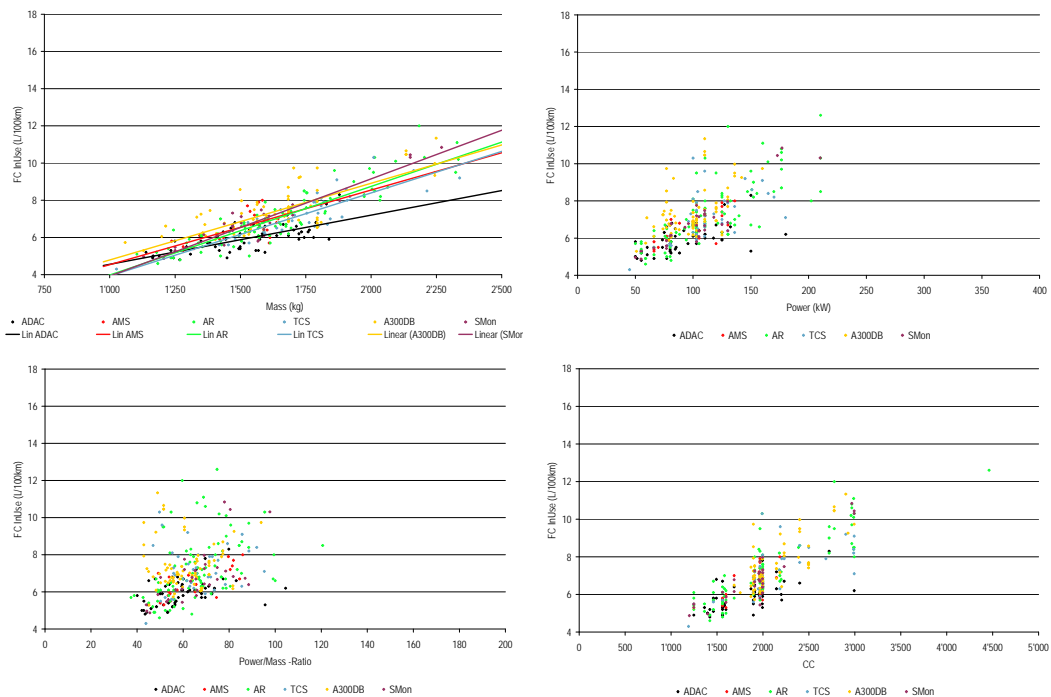 18
16
14
12
10
8
6
4
FC InUse (L/100km)
750
1'000
1'250
1'500
1'750
2'000
2'250
2'500
Mass (kg)
ADAC
AMS
AR
TCS
A300DB
SMon
Lin ADAC
Lin AMS
Lin AR
Lin TCS
Linear (A300DB)
Linear (SMon
18
16
14
12
10
8
6
4
FC InUse (L/100km)
0
50
100
150
200
250
300
350
400
Power (kW)
ADAC
AMS
AR
TCS
A300DB
SMon
18
16
14
12
10
8
6
4
FC InUse (L/100km)
0
20
40
60
80
100
120
140
160
180
200
Power/Mass -Ratio
ADAC
AMS
AR
TCS
A300DB
SMon
18
16
14
12
10
8
6
4
FC InUse (L/100km)
0
500
1'000
1'500
2'000
2'500
3'000
3'500
4'000
4'500
5'000
CC
ADAC
AMS
AR
TCS
A300DB
SMon